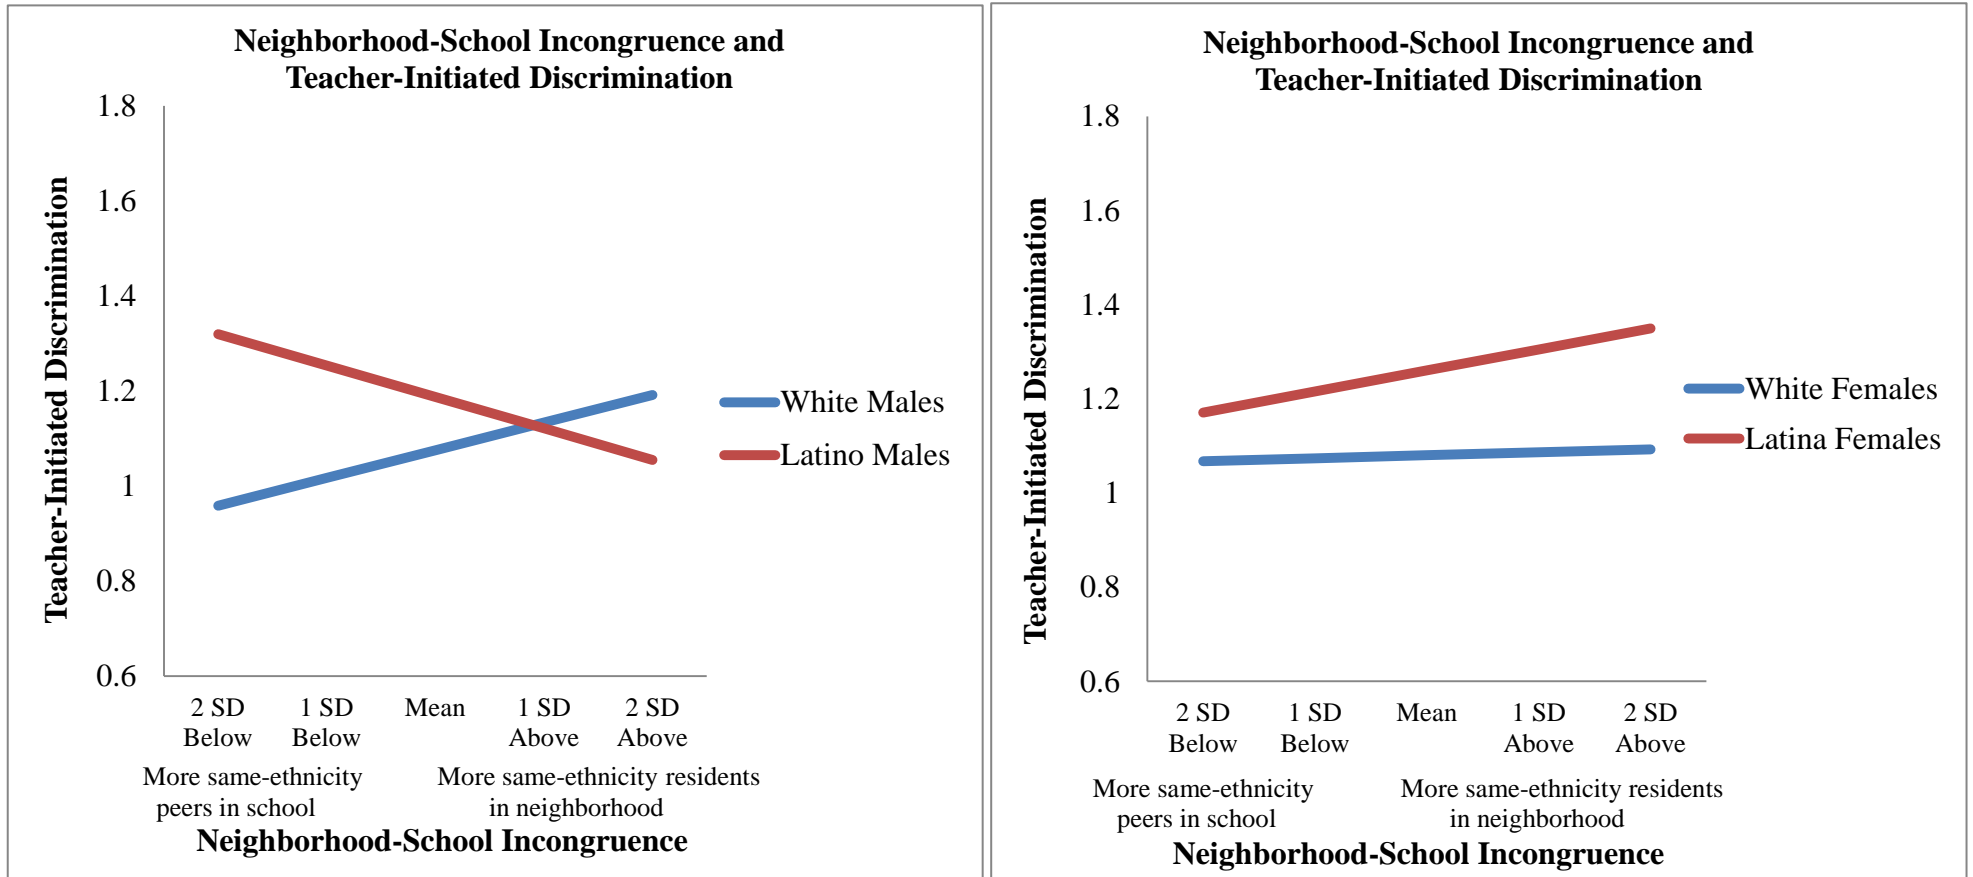 Neighborhood-School Incongruence and
Teacher-Initiated Discrimination
Teacher-Initiated Discrimination
1.8
1.6
1.4
1.2
1
0.8
0.6
2 SD Below
1 SD Below
Mean
1 SD Above
2 SD Above
More same-ethnicity
peers in school
More same-ethnicity residents
in neighborhood
Neighborhood-School Incongruence
White Males
Latino Males
Neighborhood-School Incongruence and
Teacher-Initiated Discrimination
Teacher-Initiated Discrimination
1.8
1.6
1.4
1.2
1
0.8
0.6
2 SD Below
1 SD Below
Mean
1 SD Above
2 SD Above
More same-ethnicity
peers in school
More same-ethnicity residents
in neighborhood
Neighborhood-School Incongruence
White Females
Latina Females